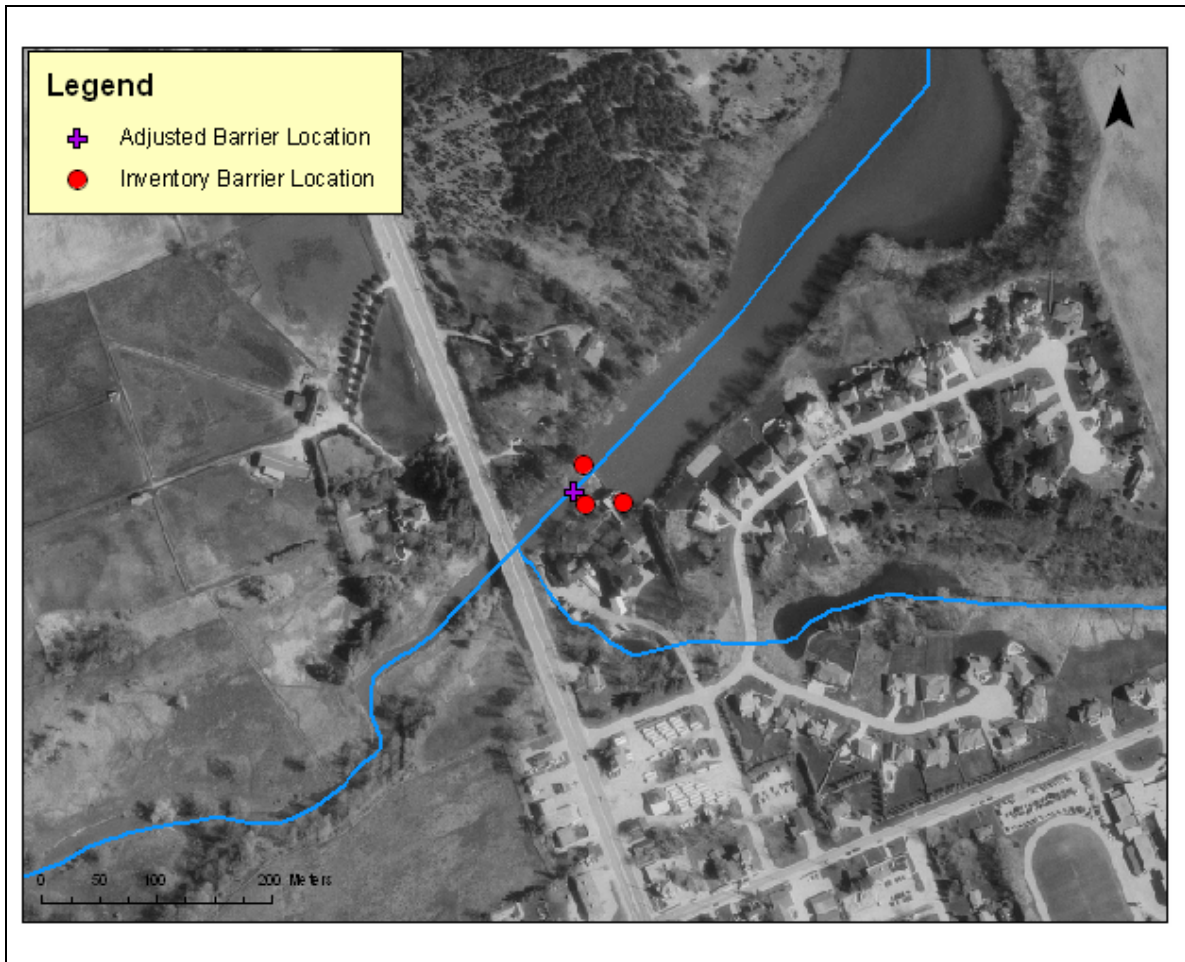 Legend
Adjusted Barrier Location
Inventory Barrier Location
N
0 50 100 200 Meters